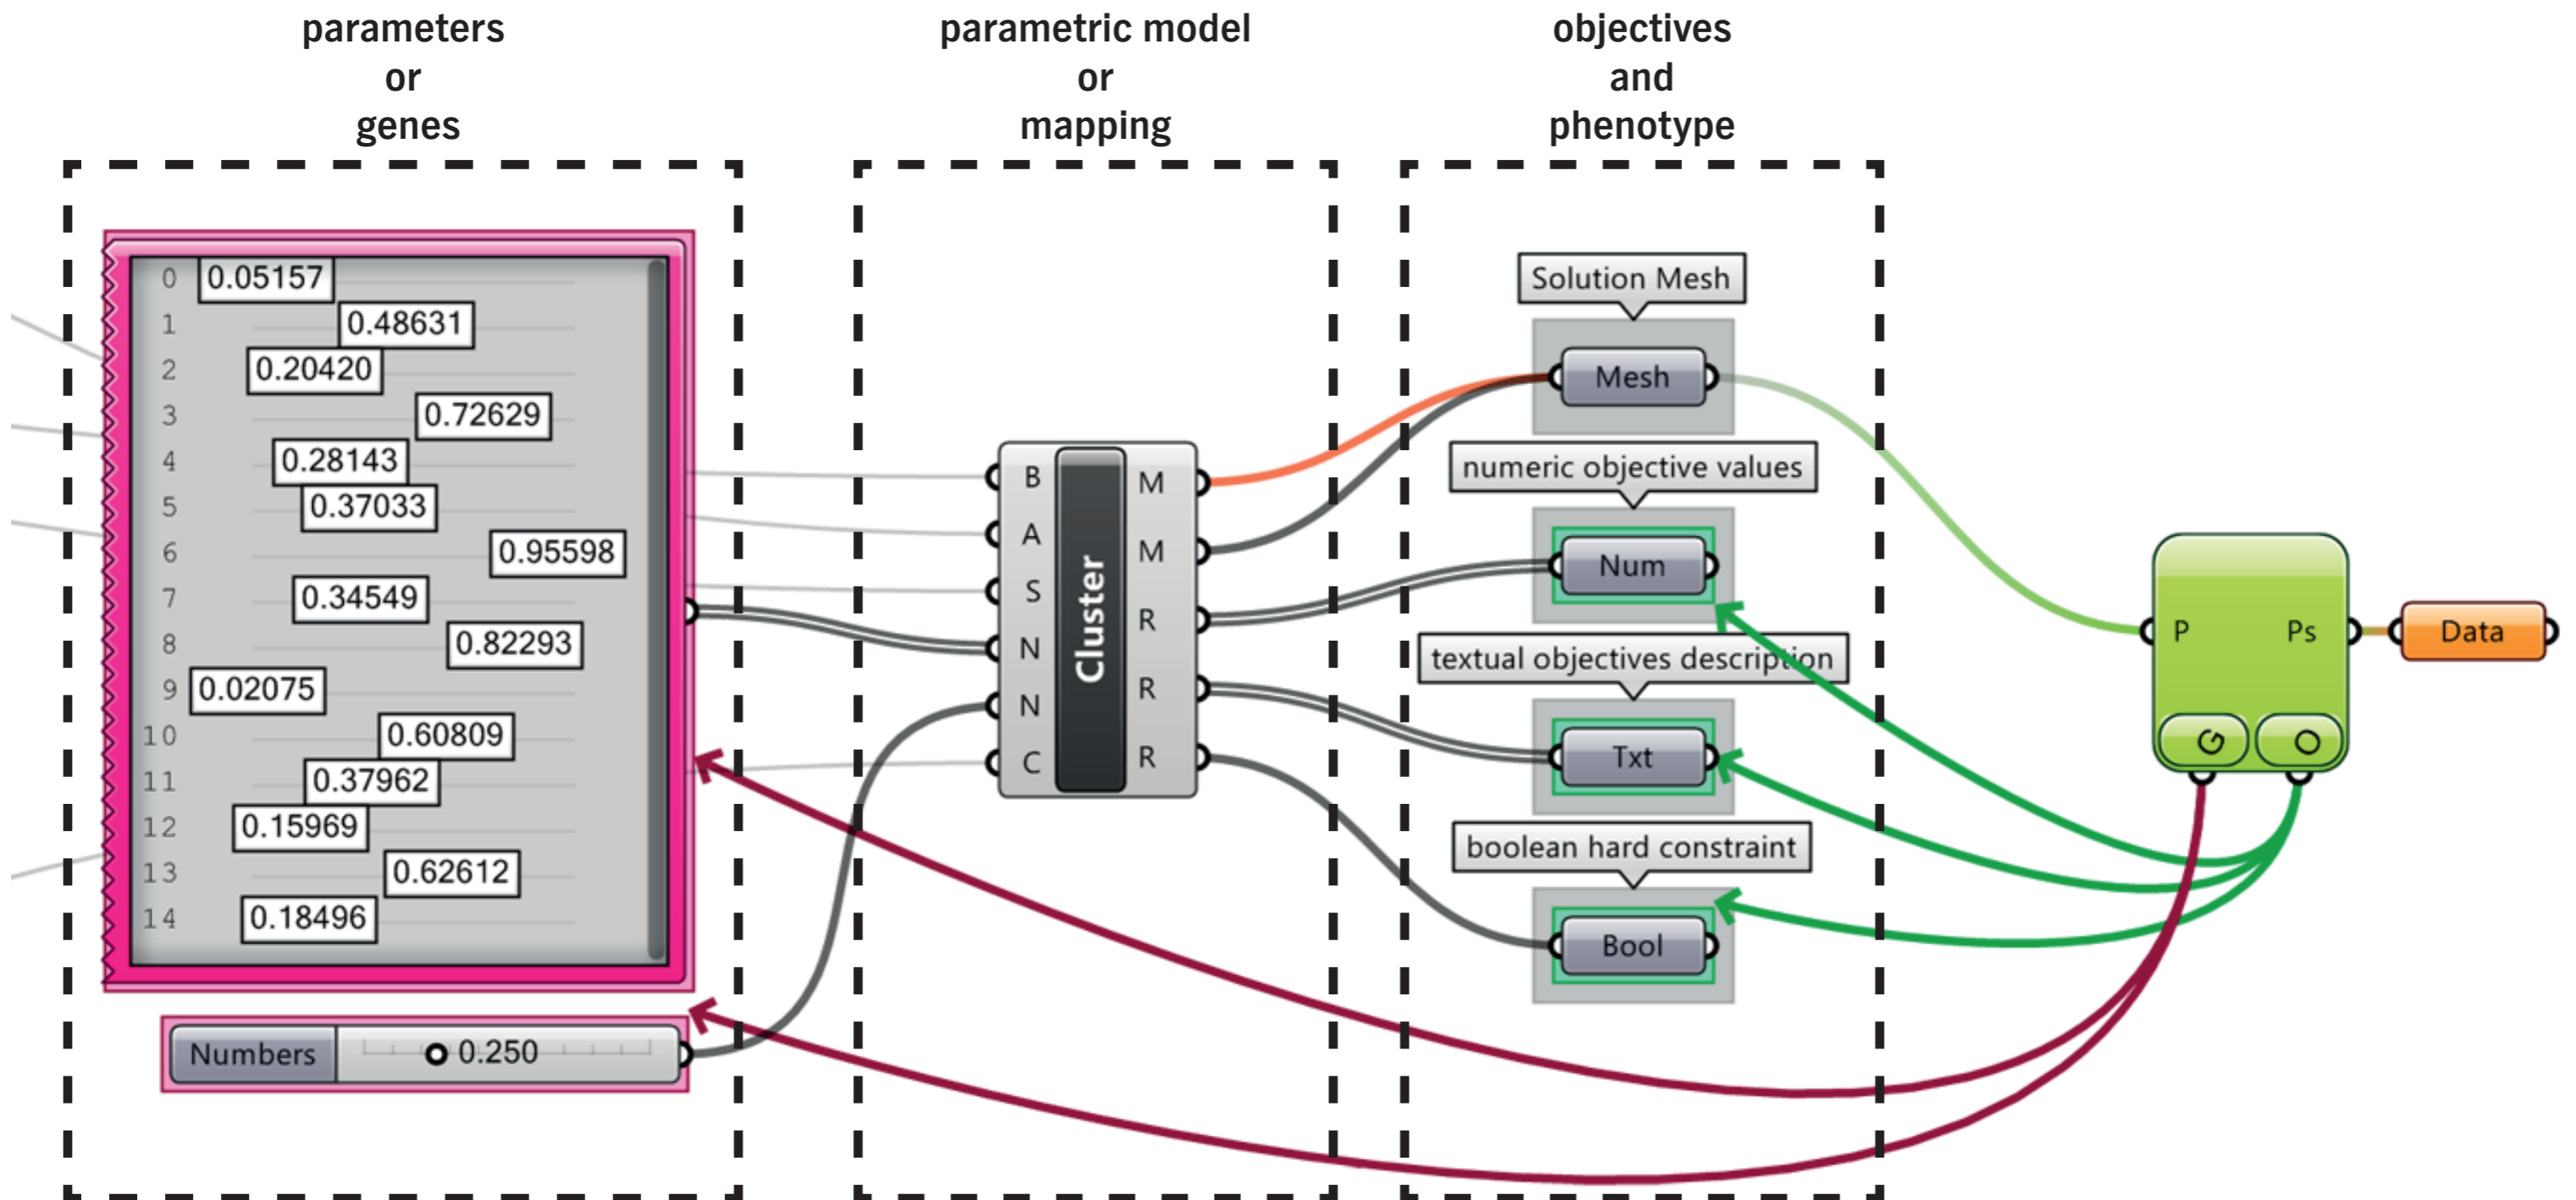 parameters
or
genes
parametric model
or
mapping
objectives
and
phenotype
0 0.05157
1 0.48631
2 0.20420
3 0.72629
4 0.28143
5 0.37033
6 0.95598
7 0.34549
8 0.82293
9 0.02075
10 0.60809
11 0.37962
12 0.15969
13 0.62612
14 0.18496
Numbers 0.250
B
A
S
N
N
C
Cluster
M
M
R
R
R
Solution Mesh
Mesh
numeric objective values
Num
textual objectives description
Txt
boolean hard constraint
Bool
P Ps
G O
Data